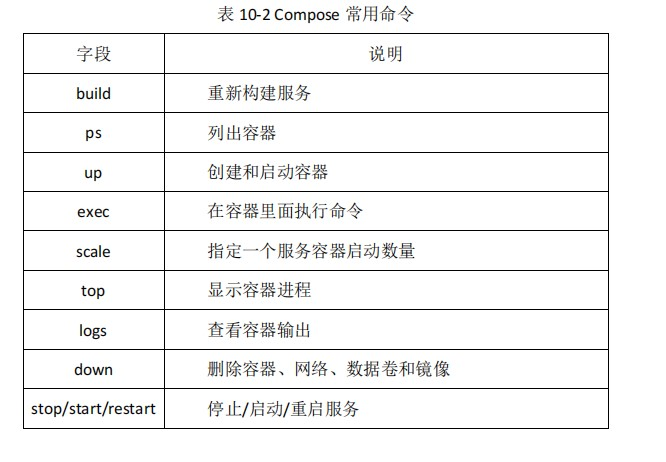 表 10-2 Compose 常用命令
字段 说明
build 重新构建服务
ps 列出容器
up 创建和启动容器
exec 在容器里面执行命令
scale 指定一个服务容器启动数量
top 显示容器进程
logs 查看容器输出
down 删除容器、网络、数据卷和镜像
stop/start/restart 停止/启动/重启服务